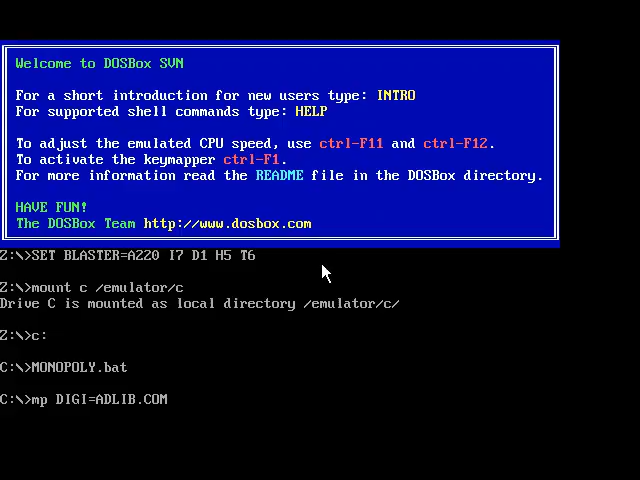 Welcome to DOSBox SVN
For a short introduction for new users type: INTRO
For supported shell commands type: HELP
To adjust the emulated CPU speed, use ctrl-F11 and ctrl-F12.
To activate the keymapper ctrl-F1.
For more information read the README file in the DOSBox directory.
HAVE FUN!
The DOSBox Team http://www.dosbox.com
Z:\>SET BLASTER=A220 I7 D1 H5 T6
Z:\>mount c /emulator/c
Drive C is mounted as local directory /emulator/c/
Z:\>c:
C:\>MONOPOLY.bat
C:\>mp DIGI=ADLIB.COM